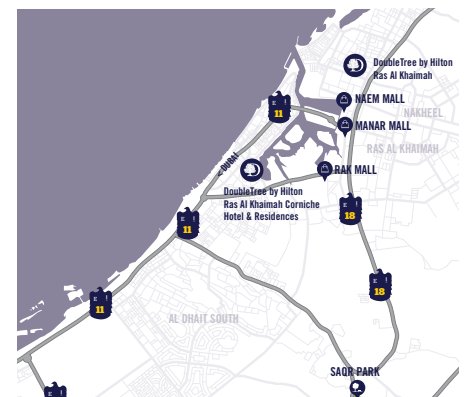 DoubleTree by Hilton
Ras Al Khaimah
NAEM MALL
NAKHEEL
E
11
MANAR MALL
RAS AL KHAIMAH
< DUBAI
RAK MALL
DoubleTree by Hilton
Ras Al Khaimah Corniche
Hotel & Residences
E
18
E
11
E
18
E
11
AL DHAIT SOUTH
SAQR PARK
E